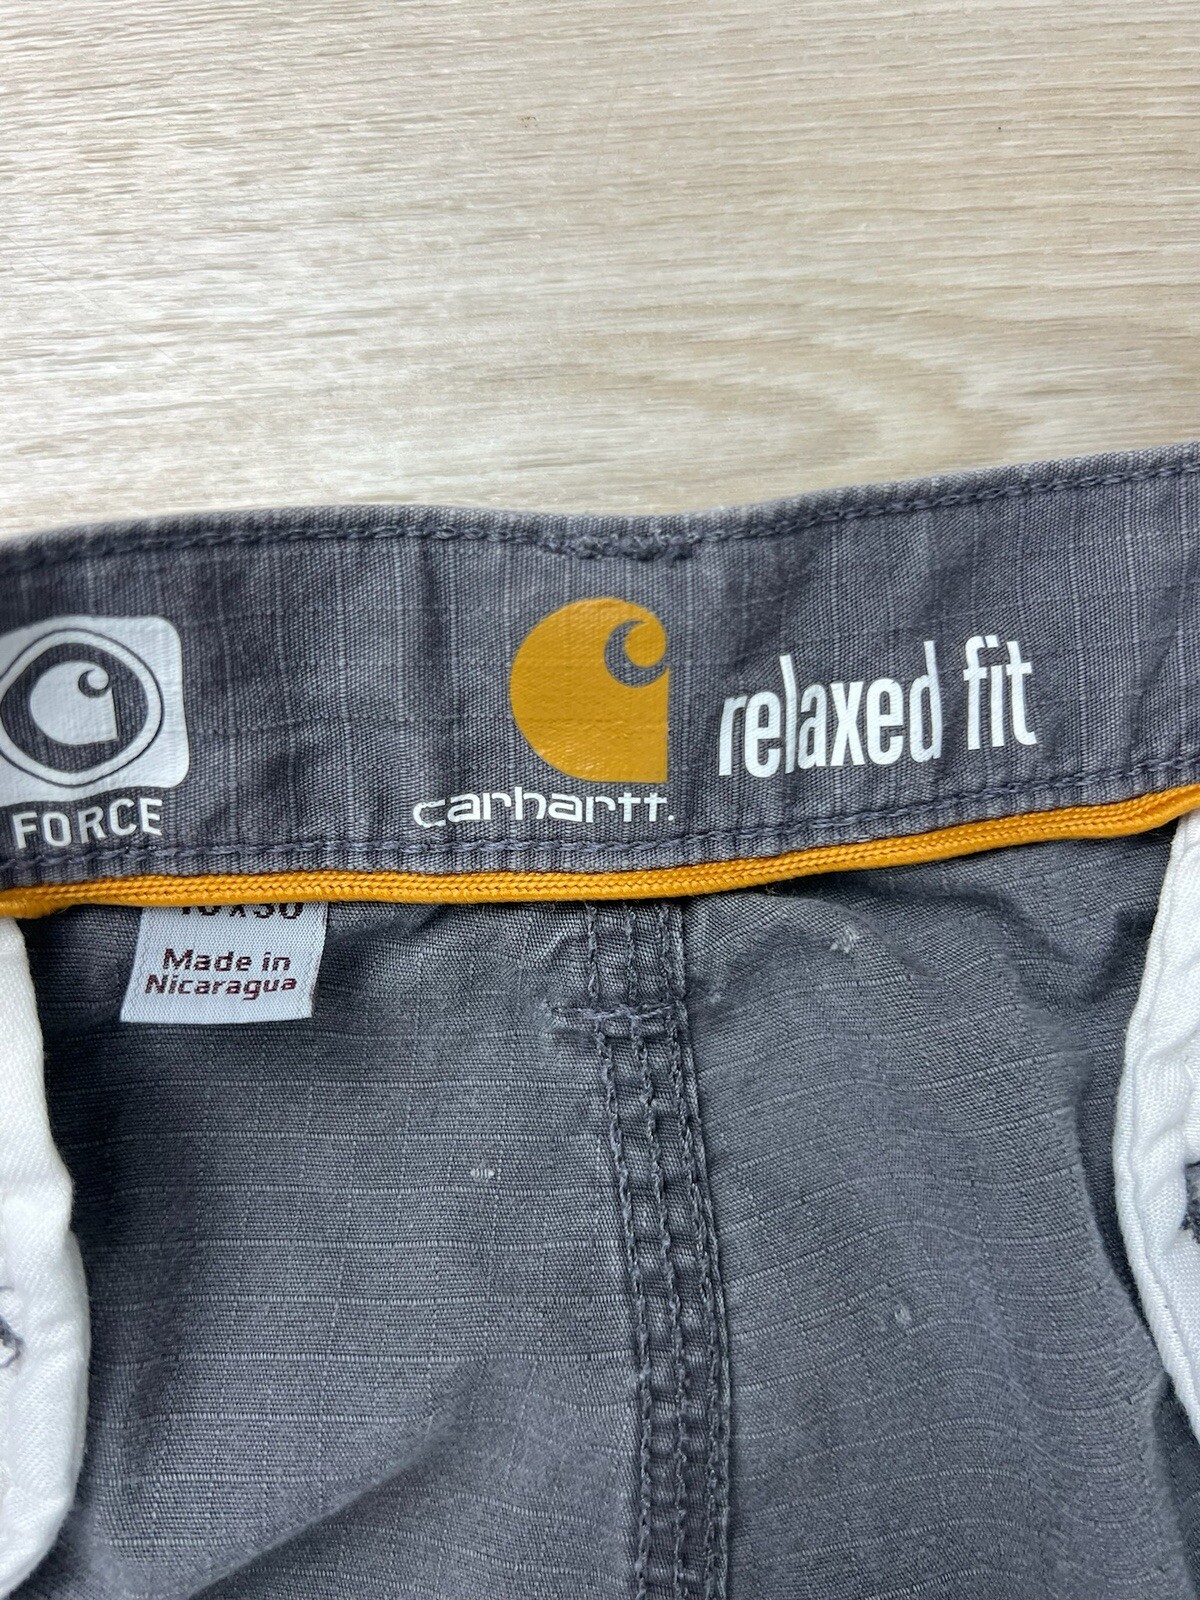 FORCE
carhartt.
relaxed fit
Made in
Nicaragua